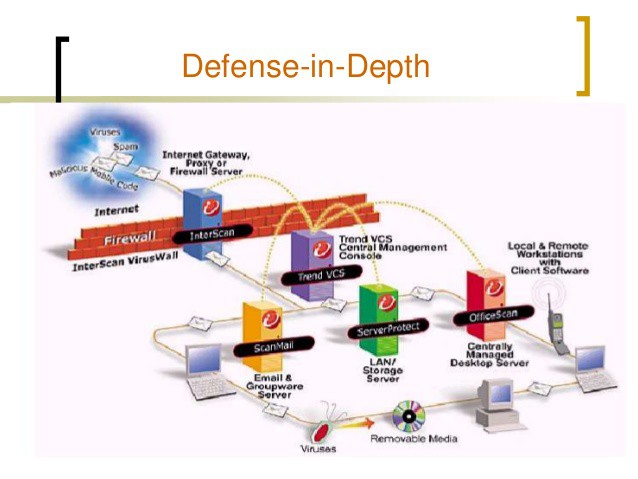 Defense-in-Depth
Viruses
Spam
Malicious Mobile Code
Internet Gateway,
Proxy or
Firewall Server
Internet
Firewall
InterScan
InterScan VirusWall
Trend VCS
Central Management
Console
Trend VCS
Local & Remote
Workstations
with
Client Software
ScanMail
ServerProtect
OfficeScan
Email &
Groupware
Server
LAN/
Storage
Server
Centrally
Managed
Desktop Server
Viruses
Removable Media